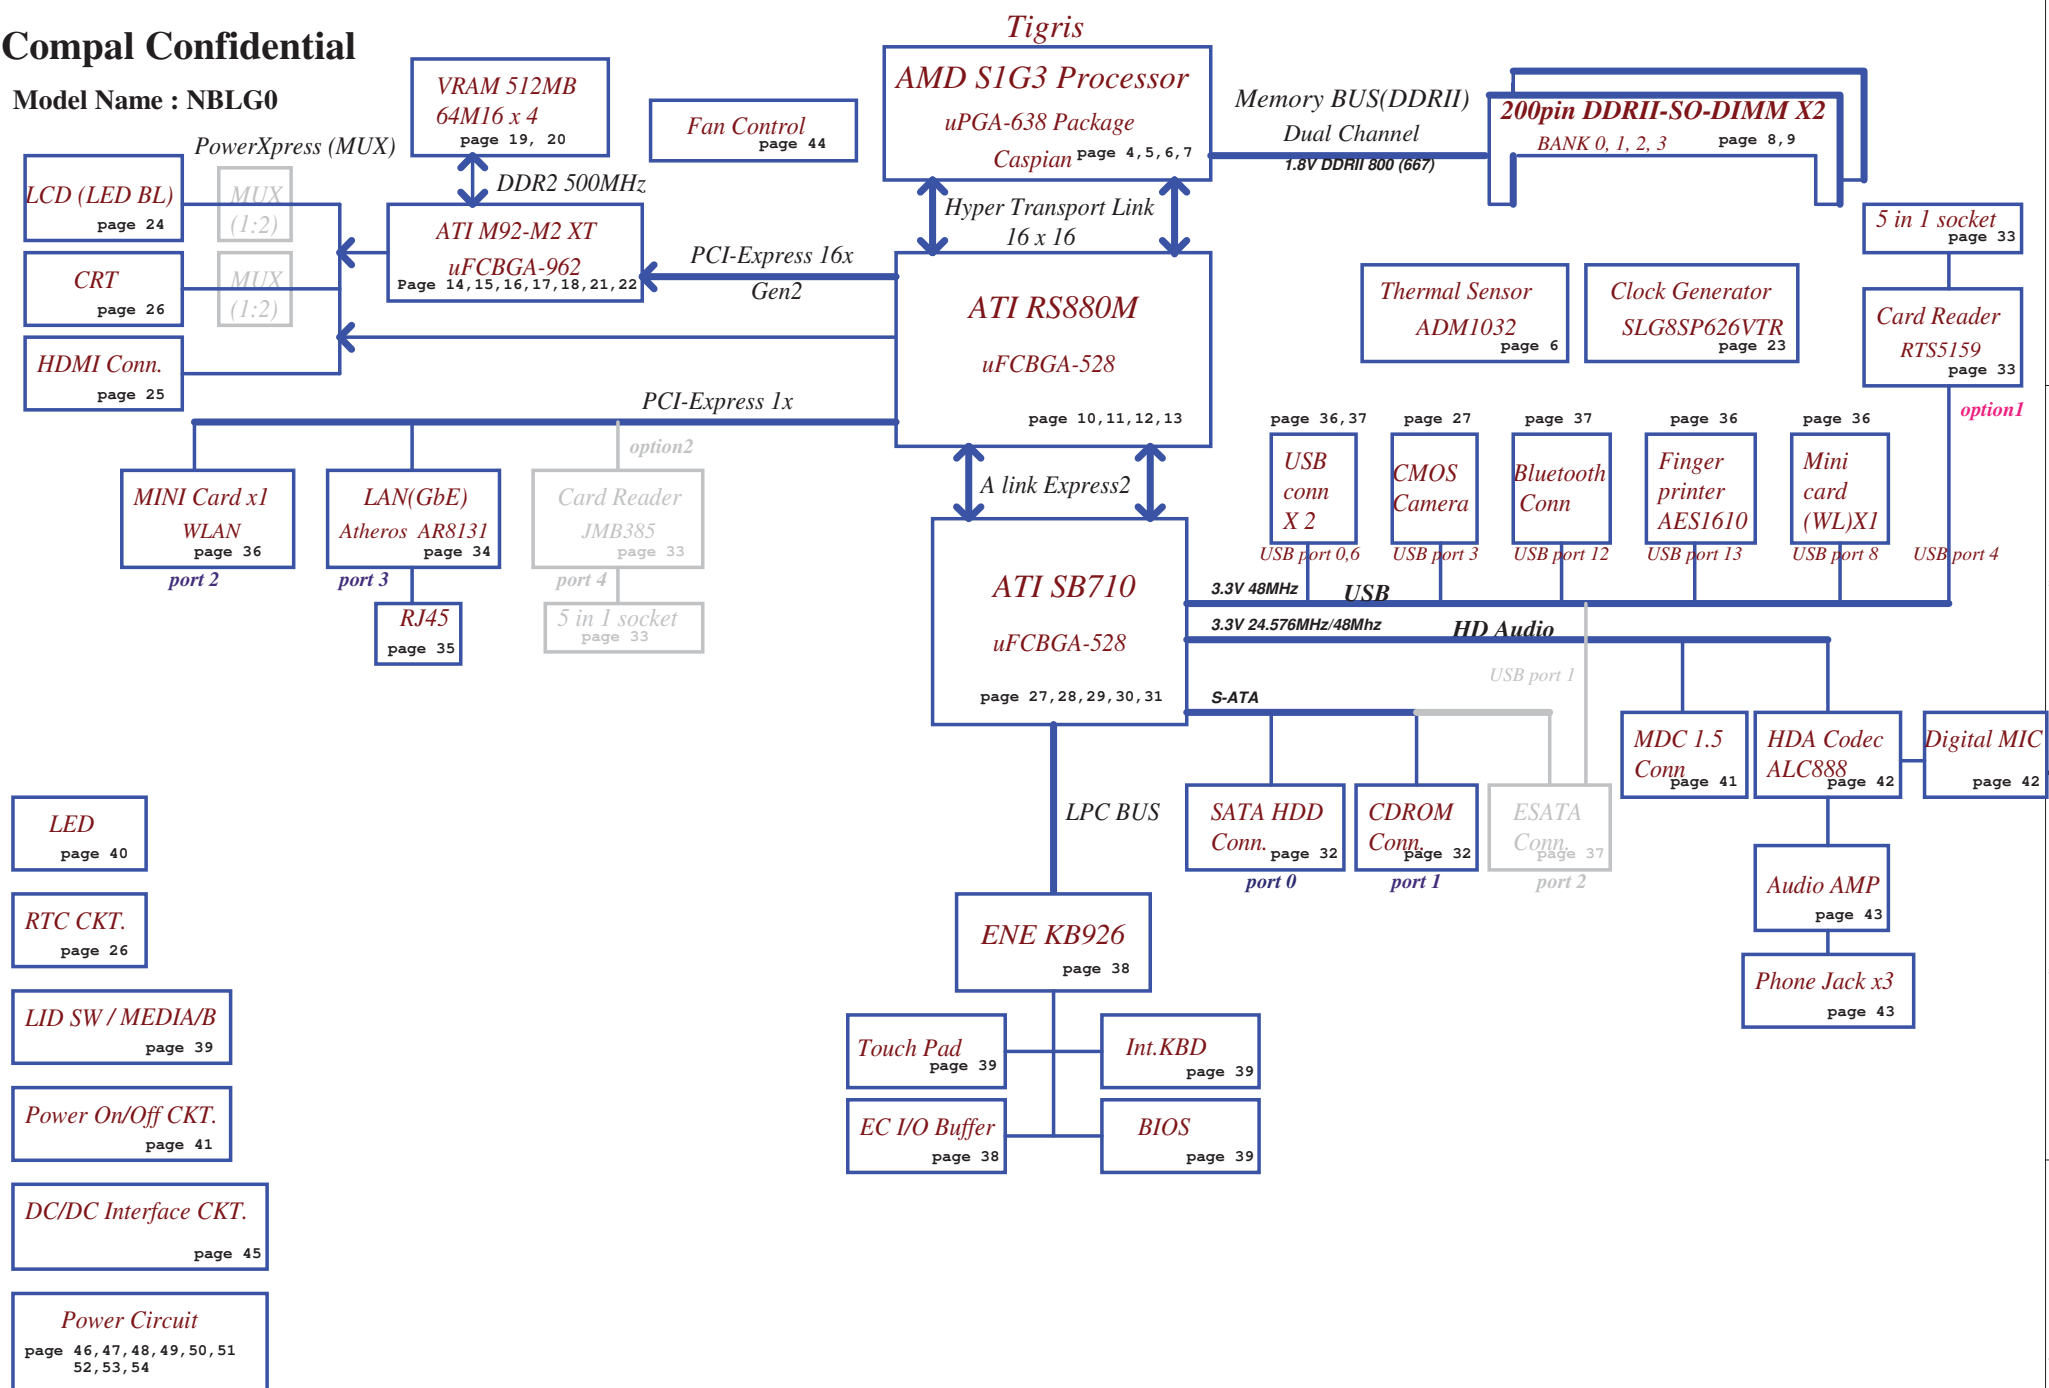 Compal Confidential
Model Name : NBLG0
Tigris
AMD S1G3 Processor
uPGA-638 Package
Caspian
page 4,5,6,7
VRAM 512MB
64M16 x 4
page 19, 20
Fan Control
page 44
Memory BUS(DDRII)
Dual Channel
1.8V DDRII 800 (667)
200pin DDRII-SO-DIMM X2
BANK 0, 1, 2, 3
page 8,9
PowerXpress (MUX)
LCD (LED BL)
page 24
MUX
(1:2)
DDR2 500MHz
ATI M92-M2 XT
uFCBGA-962
Page 14,15,16,17,18,21,22
Hyper Transport Link
16 x 16
PCI-Express 16x
Gen2
CRT
page 26
MUX
(1:2)
HDMI Conn.
page 25
ATI RS880M
uFCBGA-528
page 10,11,12,13
Thermal Sensor
ADM1032
page 6
Clock Generator
SLG8SP626VTR
page 23
5 in 1 socket
page 33
Card Reader
RTS5159
page 33
option1
PCI-Express 1x
option2
MINI Card x1
WLAN
page 36
port 2
LAN(GbE)
Atheros AR8131
page 34
port 3
RJ45
page 35
Card Reader
JMB385
page 33
port 4
5 in 1 socket
page 33
A link Express2
page 36,37
USB
conn
X 2
USB port 0,6
page 27
CMOS
Camera
USB port 3
page 37
Bluetooth
Conn
USB port 12
page 36
Finger
printer
AES1610
USB port 13
page 36
Mini
card
(WL)X1
USB port 8
USB port 4
ATI SB710
uFCBGA-528
page 27,28,29,30,31
3.3V 48MHz
USB
3.3V 24.576MHz/48Mhz
HD Audio
USB port 1
S-ATA
SATA HDD
Conn.
page 32
port 0
CDROM
Conn.
page 32
port 1
ESATA
Conn.
page 37
port 2
MDC 1.5
Conn
page 41
HDA Codec
ALC888
page 42
Digital MIC
page 42
Audio AMP
page 43
Phone Jack x3
page 43
LPC BUS
ENE KB926
page 38
Touch Pad
page 39
Int.KBD
page 39
EC I/O Buffer
page 38
BIOS
page 39
LED
page 40
RTC CKT.
page 26
LID SW / MEDIA/B
page 39
Power On/Off CKT.
page 41
DC/DC Interface CKT.
page 45
Power Circuit
page 46,47,48,49,50,51
52,53,54